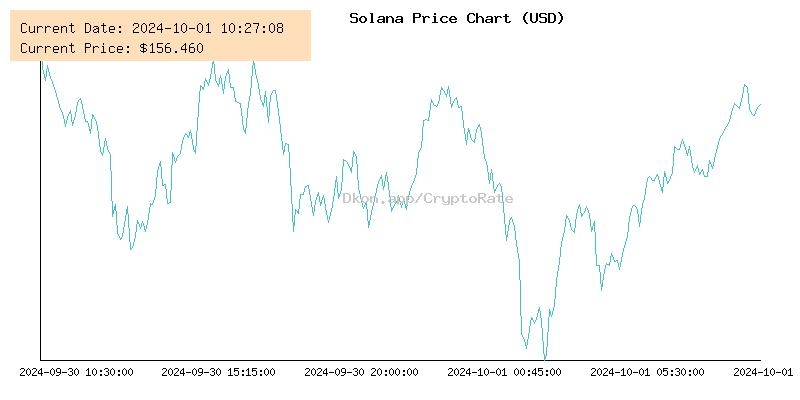 Solana Price Chart (USD)
Current Date: 2024-10-01 10:27:08
Current Price: $156.460
Dkon.app/CryptoRate
2024-09-30 10:30:00 2024-09-30 15:15:00 2024-09-30 20:00:00 2024-10-01 00:45:00 2024-10-01 05:30:00 2024-10-01